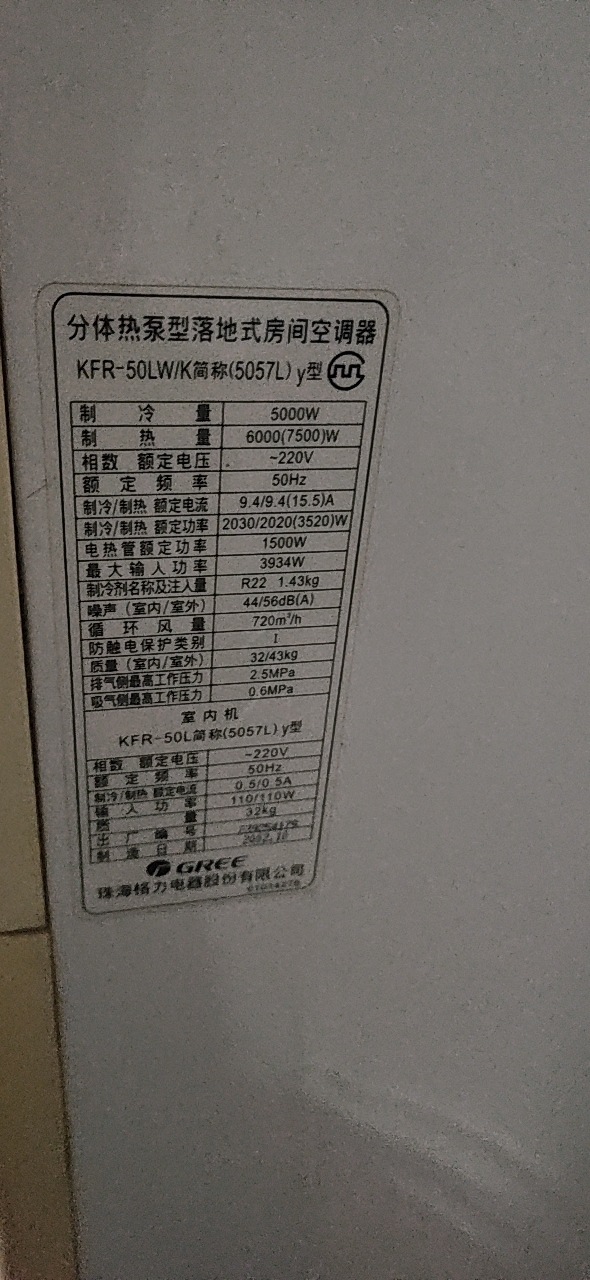 分体热泵型落地式房间空调器
KFR-50LW/K简称(5057L) y型
制冷量 5000W
制热量 6000(7500)W
相数 额定电压 ~220V
额定频率 50Hz
制冷/制热 额定电流 9.4/9.4(15.5)A
制冷/制热 额定功率 2030/2020(3520)W
电热管额定功率 1500W
最大输入功率 3934W
制冷剂名称及注入量 R22 1.43kg
噪声(室内/室外) 44/56dB(A)
循环风量 720m³/h
防触电保护类别 I
质量(室内/室外) 32/43kg
排气侧最高工作压力 2.5MPa
吸气侧最高工作压力 0.6MPa
室内机
KFR-50L简称(5057L) y型
相数 额定电压 ~220V
额定频率 50Hz
制冷/制热 额定电流 0.5/0.5A
输入功率 110/110W
质量 32kg
出厂编号
制造日期
GREE
珠海格力电器股份有限公司